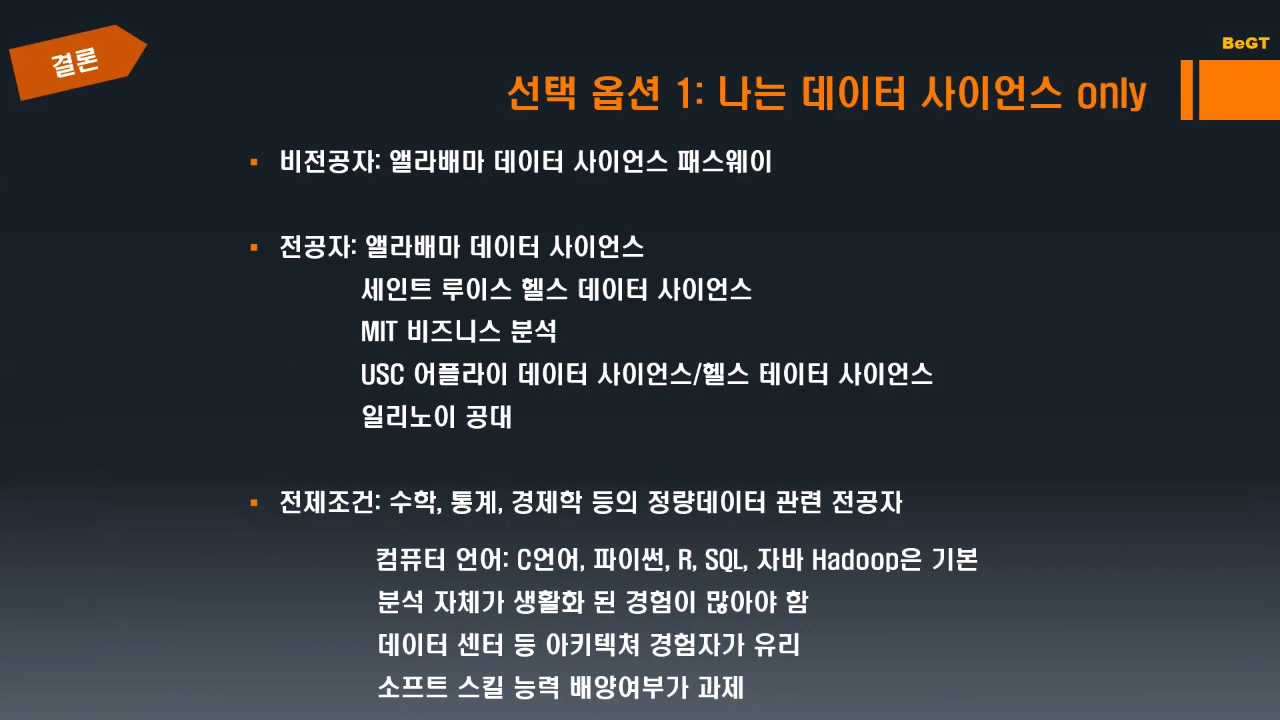 결론
BeGT
선택 옵션 1: 나는 데이터 사이언스 only
▪ 비전공자: 앨라배마 데이터 사이언스 패스웨이
▪ 전공자: 앨라배마 데이터 사이언스
세인트 루이스 헬스 데이터 사이언스
MIT 비즈니스 분석
USC 어플라이 데이터 사이언스/헬스 테이터 사이언스
일리노이 공대
▪ 전제조건: 수학, 통계, 경제학 등의 정량데이터 관련 전공자
컴퓨터 언어: C언어, 파이썬, R, SQL, 자바 Hadoop은 기본
분석 자체가 생활화 된 경험이 많아야 함
데이터 센터 등 아키텍쳐 경험자가 유리
소프트 스킬 능력 배양여부가 과제